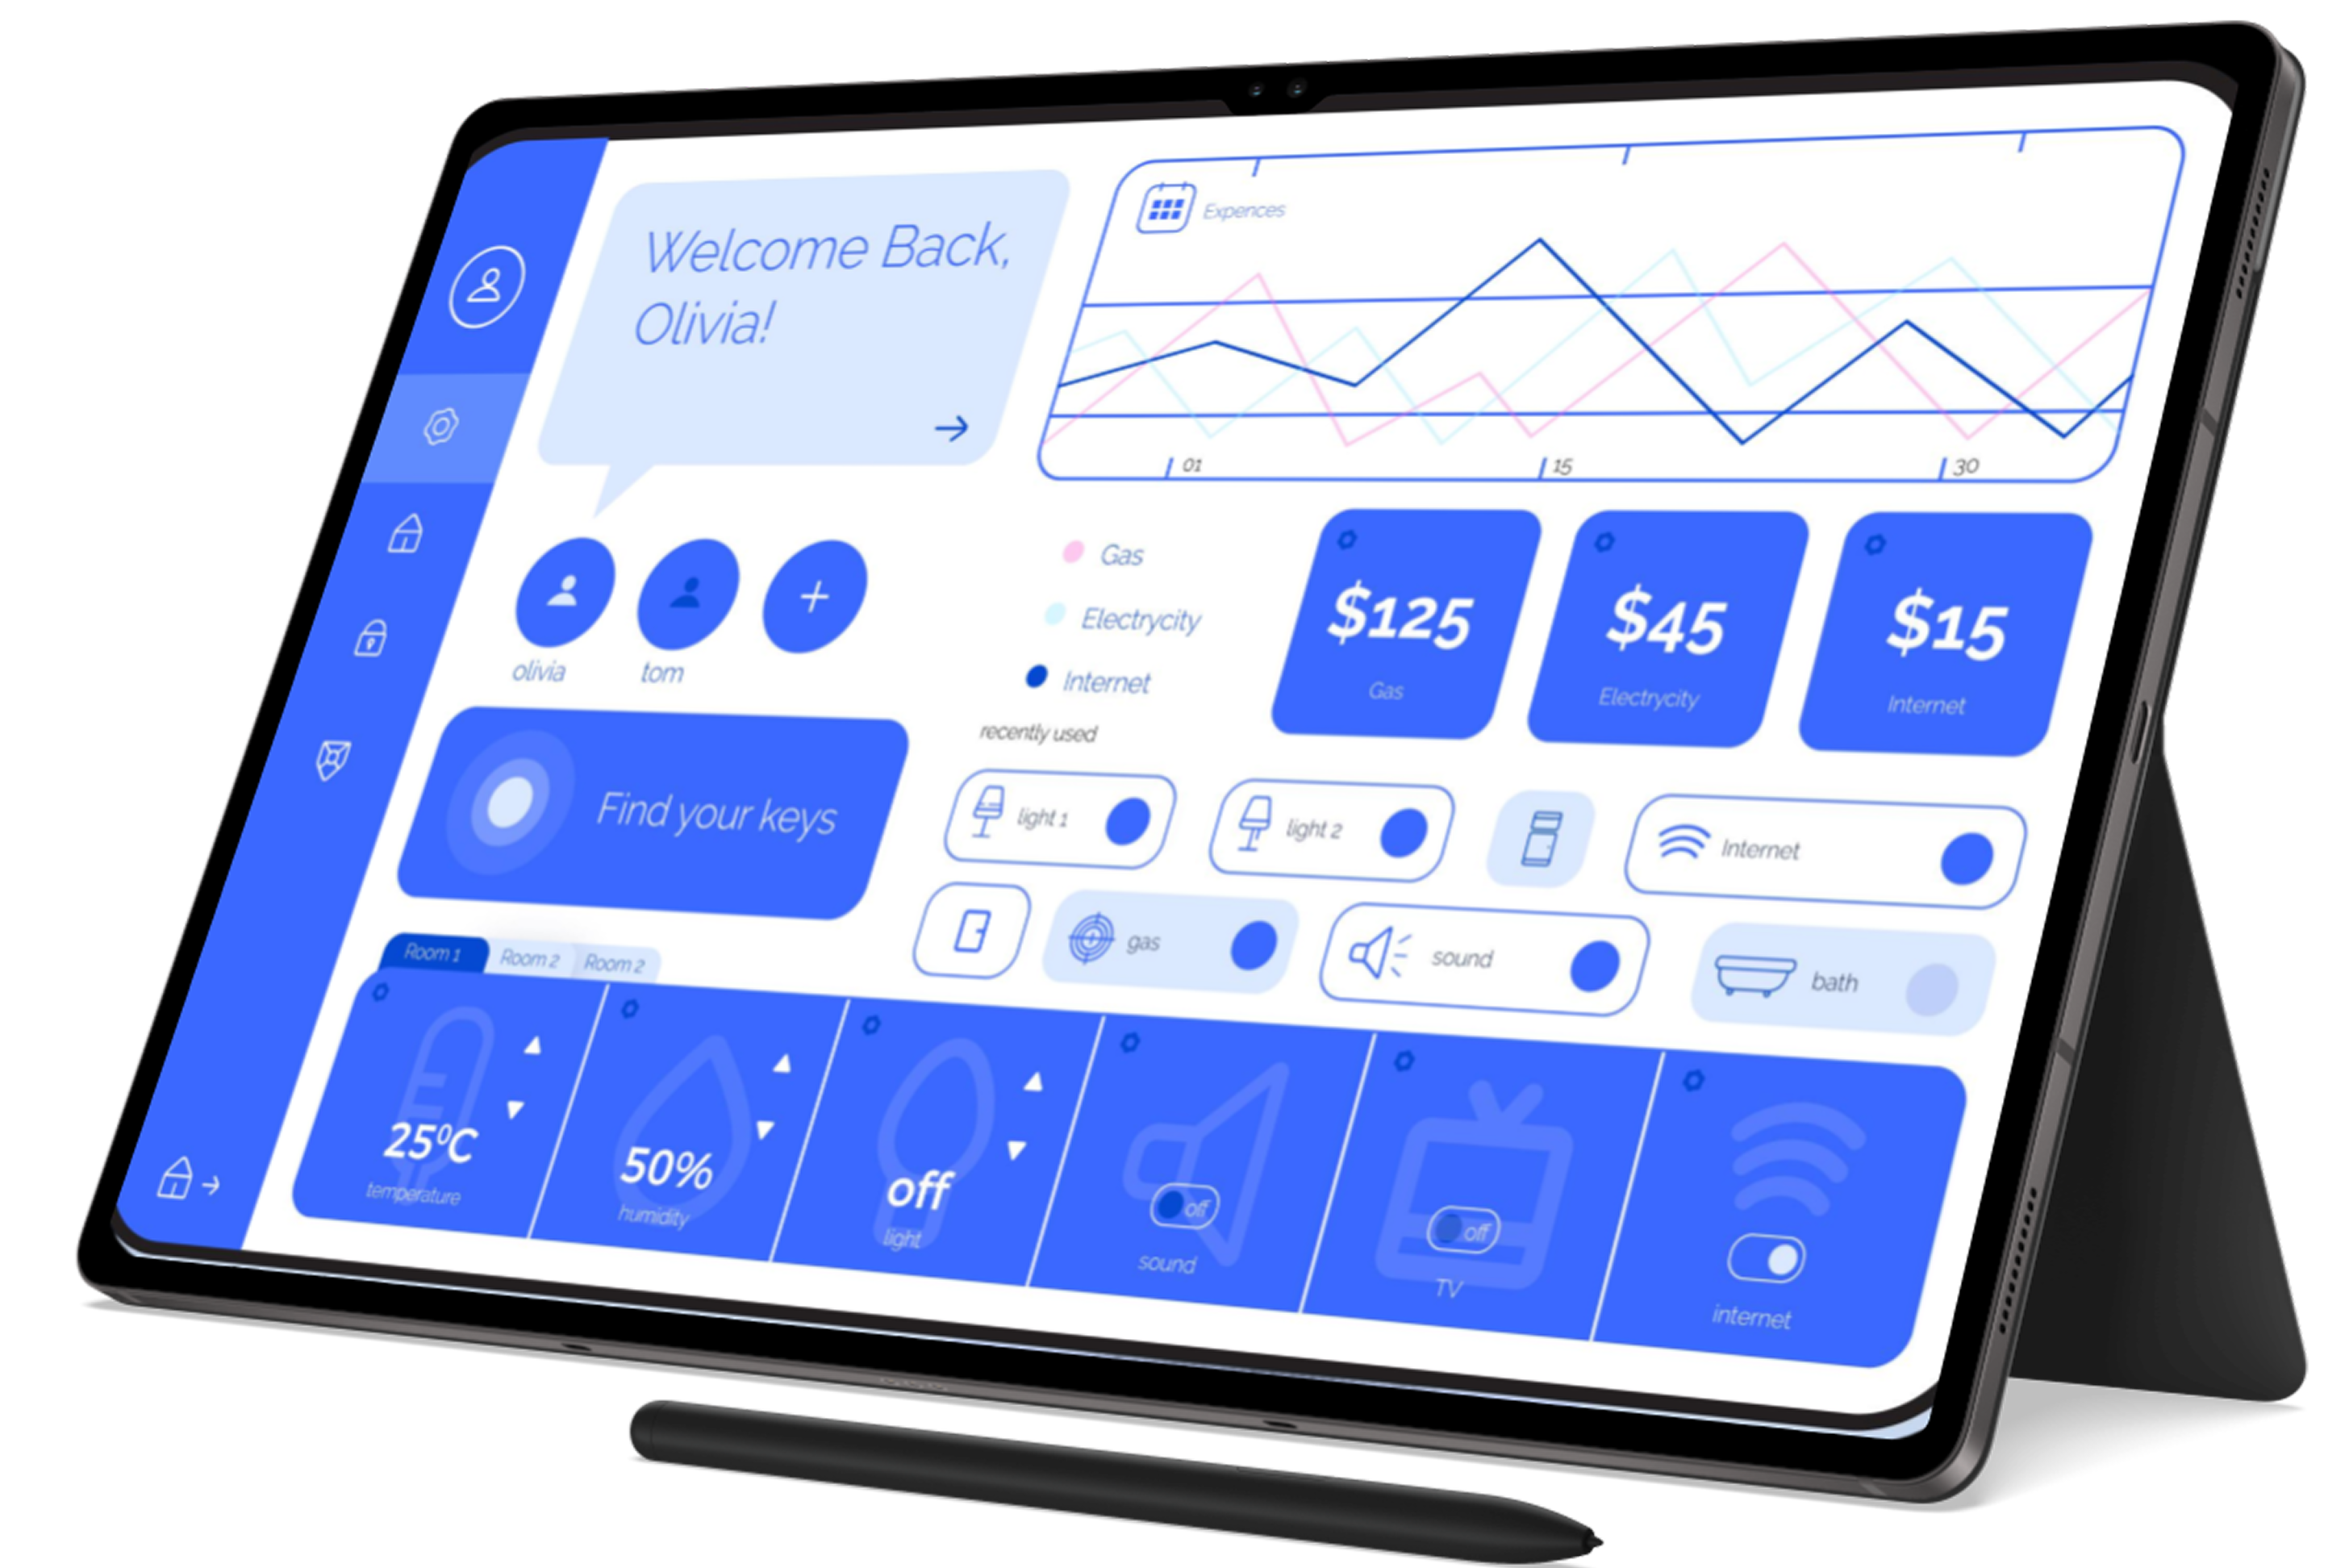 Welcome Back,
Olivia!
Expences
01
15
30
olivia
tom
Gas
Electrycity
Internet
$125
Gas
$45
Electrycity
$15
Internet
Find your keys
recently used
light 1
light 2
Internet
gas
sound
bath
Room 1
Room 2
Room 2
25⁰C
temperature
50%
humidity
off
light
off
sound
off
TV
internet